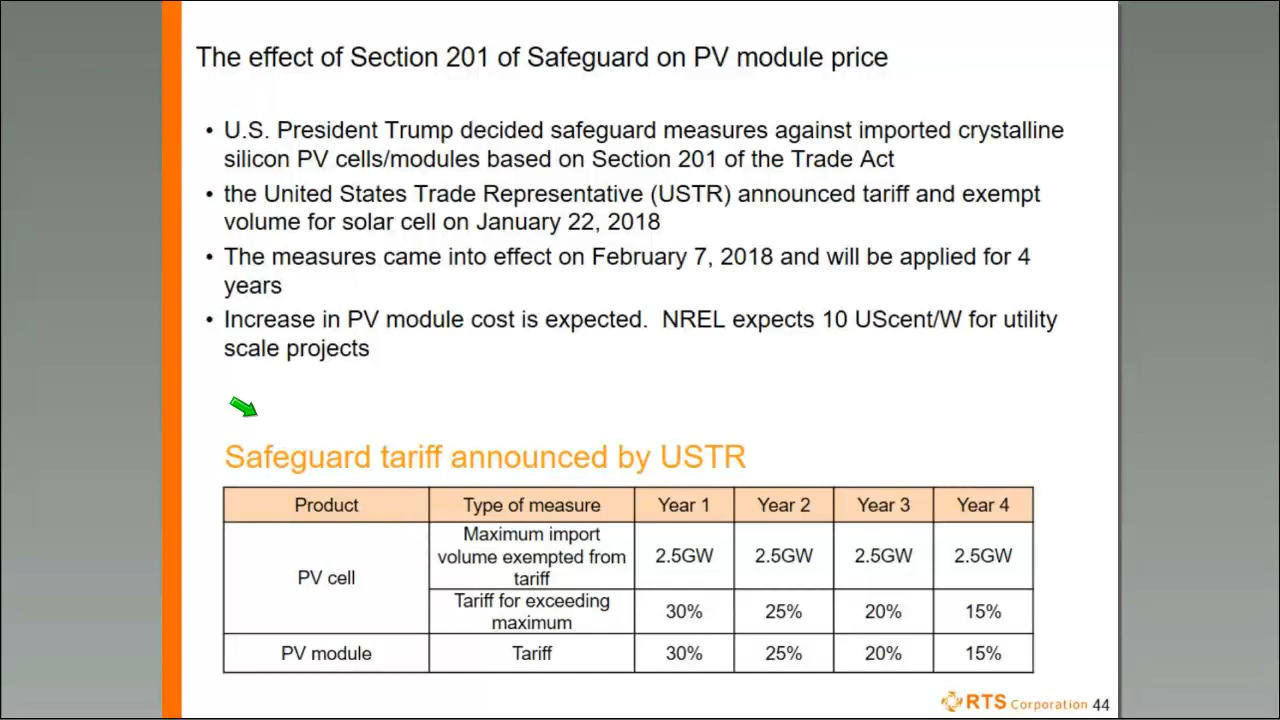 The effect of Section 201 of Safeguard on PV module price
• U.S. President Trump decided safeguard measures against imported crystalline
silicon PV cells/modules based on Section 201 of the Trade Act
• the United States Trade Representative (USTR) announced tariff and exempt
volume for solar cell on January 22, 2018
• The measures came into effect on February 7, 2018 and will be applied for 4
years
• Increase in PV module cost is expected.  NREL expects 10 UScent/W for utility
scale projects
Safeguard tariff announced by USTR
Product Type of measure Year 1 Year 2 Year 3 Year 4
PV cell
Maximum import
volume exempted from
tariff
2.5GW 2.5GW 2.5GW 2.5GW
Tariff for exceeding
maximum
30% 25% 20% 15%
PV module Tariff 30% 25% 20% 15%
RTS Corporation 44